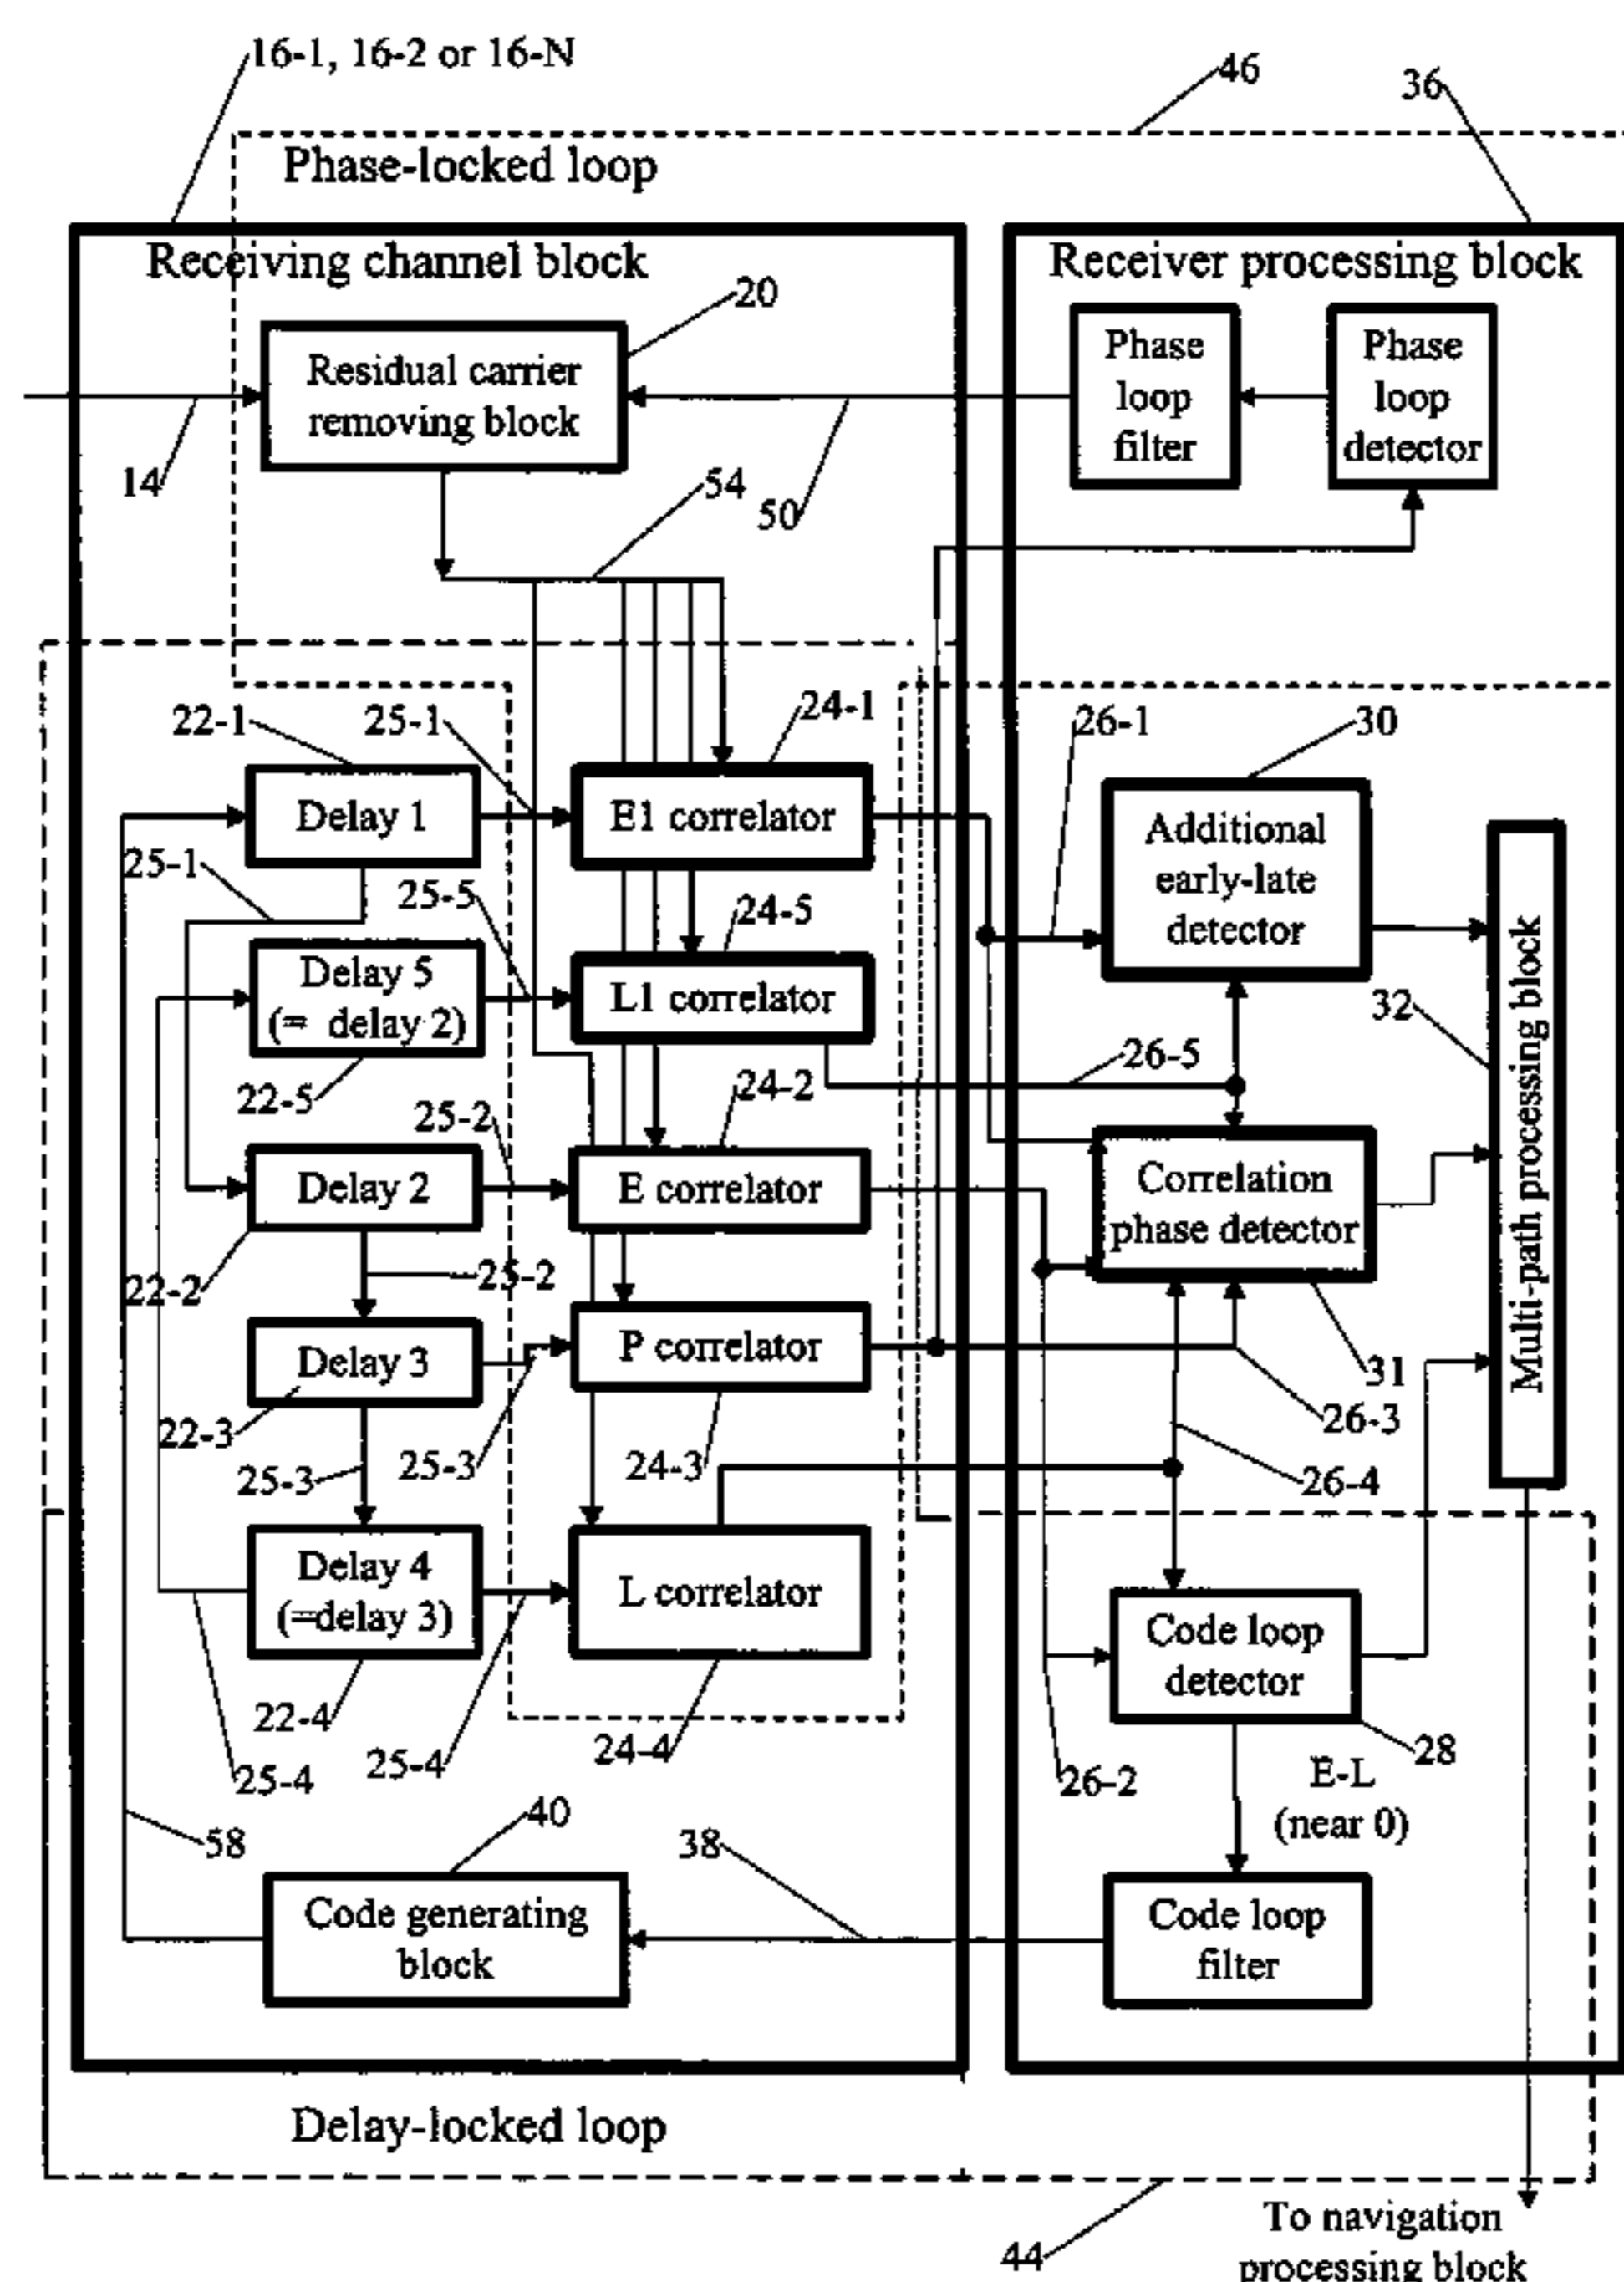 16-1, 16-2 or 16-N
46
36
Phase-locked loop
Receiving channel block
Receiver processing block
20
Residual carrier
removing block
Phase
loop
filter
Phase
loop
detector
14
54
50
22-1
25-1
24-1
26-1
30
Delay 1
E1 correlator
Additional
early-late
detector
25-1
25-5
24-5
Delay 5
(= delay 2)
L1 correlator
32
Multi-path processing block
22-5
25-2
24-2
26-5
Delay 2
E correlator
Correlation
phase detector
22-2
25-2
Delay 3
P correlator
31
22-3
25-3
25-3
24-3
26-3
26-4
Delay 4
(=delay 3)
L correlator
Code loop
detector
22-4
25-4
25-4
24-4
26-2
28
E-L
(near 0)
58
40
38
Code generating
block
Code loop
filter
Delay-locked loop
44
To navigation
processing block